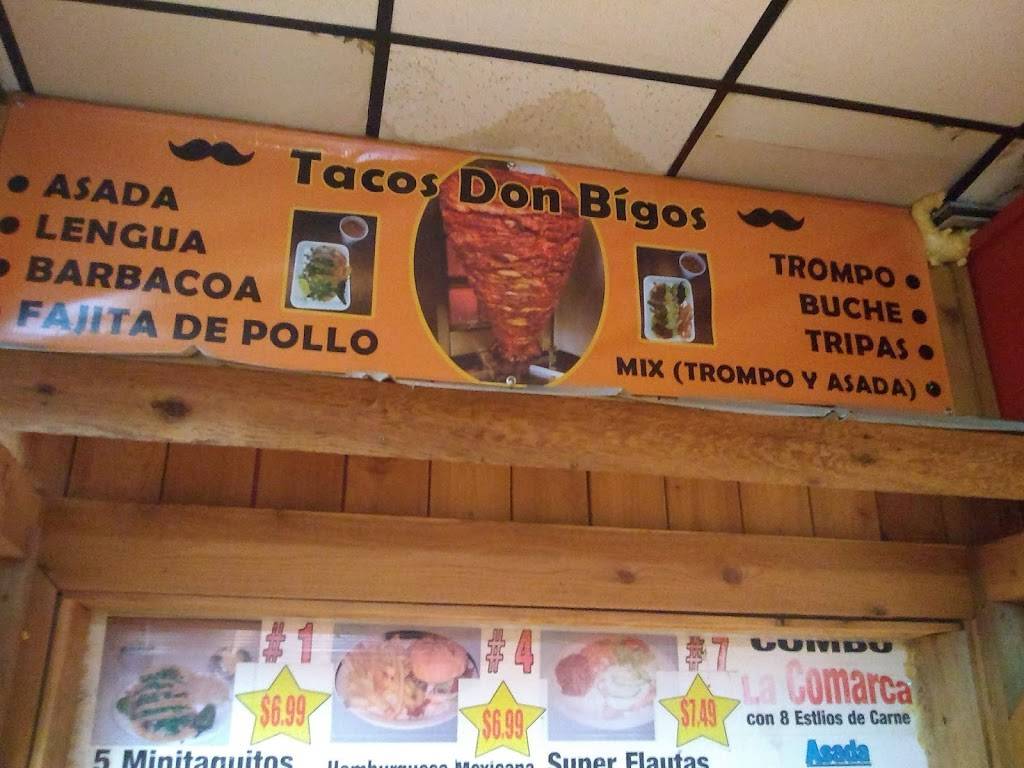 Tacos Don Bígos
• ASADA
• LENGUA
• BARBACOA
FAJITA DE POLLO
TROMPO •
BUCHE •
TRIPAS •
MIX (TROMPO Y ASADA) •
#1
$6.99
5 Minitaquitos
#4
$6.99
Hamburguesa Mexicana
#7
$7.49
Super Flautas
COMBO
La Comarca
con 8 Estlios de Carne
Asada